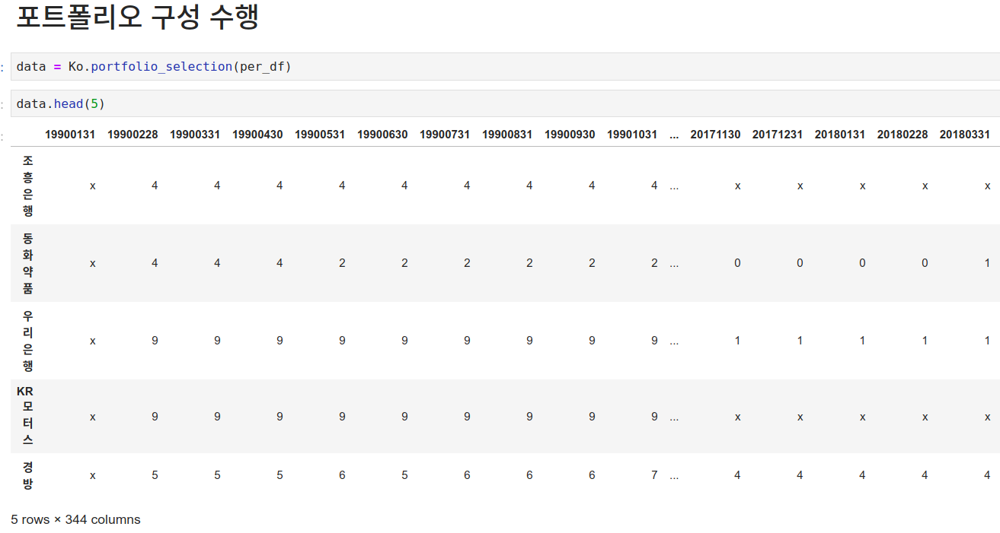 포트폴리오 구성 수행
: data = Ko.portfolio_selection(per_df)
: data.head(5)
: 19900131 19900228 19900331 19900430 19900531 19900630 19900731 19900831 19900930 19901031 ... 20171130 20171231 20180131 20180228 20180331
조흥은행 x 4 4 4 4 4 4 4 4 4 ... x x x x x
동화약품 x 4 4 4 2 2 2 2 2 2 ... 0 0 0 0 1
우리은행 x 9 9 9 9 9 9 9 9 9 ... 1 1 1 1 1
KR모터스 x 9 9 9 9 9 9 9 9 9 ... x x x x x
경방 x 5 5 5 6 5 6 6 6 7 ... 4 4 4 4 4
5 rows × 344 columns